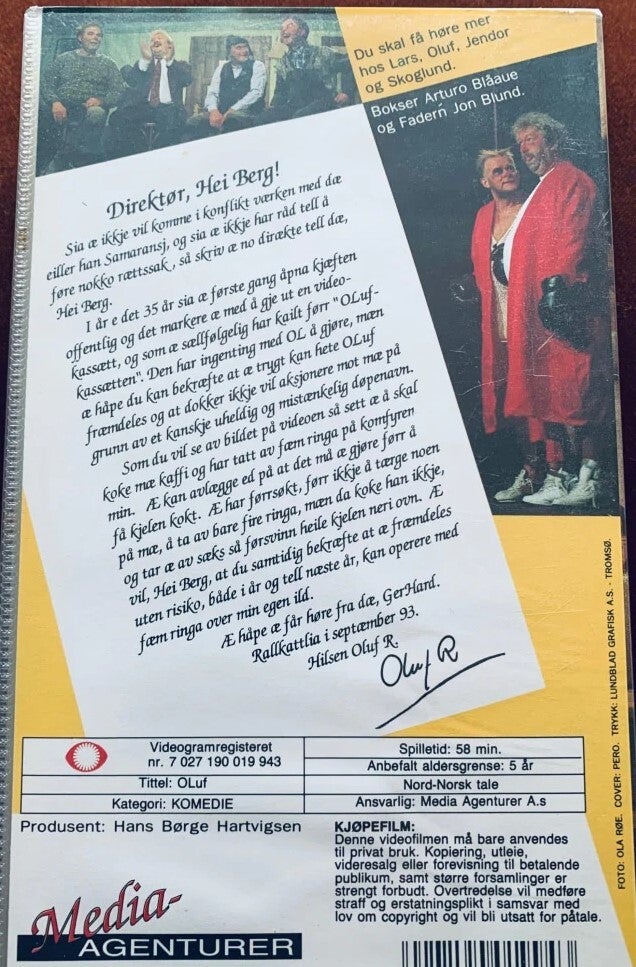 Du skal få høre mer
hos Lars, Oluf, Jendor
og Skoglund.
Bokser Arturo Blåaue
og Faderń Jon Blund.
Direktør, Hei Berg!
Sia æ ikkje vil komme i konflikt værken med dæ
eiller han Samaransj, og sia æ ikkje har råd tell å
føre nokko rættssak, så skriv æ no dirækte tell dæ,
Hei Berg.
I år e det 35 år sia æ første gang åpna kjæften
offentlig og det markere æ med å gje ut en video-
kassætt, og som æ sællfølgelig har kailt førr "OLuf-
kassætten". Den har ingenting med OL å gjøre, mæn
æ håpe du kan bekræfte at æ trygt kan hete OLuf
fræmdeles og at dokker ikkje vil aksjonere mot mæ på
grunn av et kanskje uheldig og mistænkelig døpenavn.
Som du vil se av bildet på videoen så sett æ å skal
koke mæ kaffi og har tatt av fæm ringa på komfyren
min. Æ kan avlægge ed på at det må æ gjøre førr å
få kjelen kokt. Æ har førrsøkt, førr ikkje å tærge noen
på mæ, å ta av bare fire ringa, mæn da koke han ikkje,
og tar æ av sæks så førsvinn heile kjelen neri ovn. Æ
vil, Hei Berg, at du samtidig bekræfte at æ fræmdeles
uten risiko, både i år og tell næste år, kan operere med
fæm ringa over min egen ild.
Æ håpe æ får høre fra dæ, GerHard.
Rallkattlia i septæmber 93.
Hilsen Oluf R.
Oluf R
Videogramregisteret
nr. 7 027 190 019 943
Tittel: OLuf
Kategori: KOMEDIE
Spilletid: 58 min.
Anbefalt aldersgrense: 5 år
Nord-Norsk tale
Ansvarlig: Media Agenturer A.s
Produsent: Hans Børge Hartvigsen
KJØPEFILM:
Denne videofilmen må bare anvendes
til privat bruk. Kopiering, utleie,
videresalg eller forevisning til betalende
publikum, samt større forsamlinger er
strengt forbudt. Overtredelse vil medføre
straff og erstatningsplikt i samsvar med
lov om copyright og vil bli utsatt for påtale.
Media-
AGENTURER
FOTO: OLA RØE. COVER: PERO. TRYKK: LUNDBLAD GRAFISK A.S. - TROMSØ.